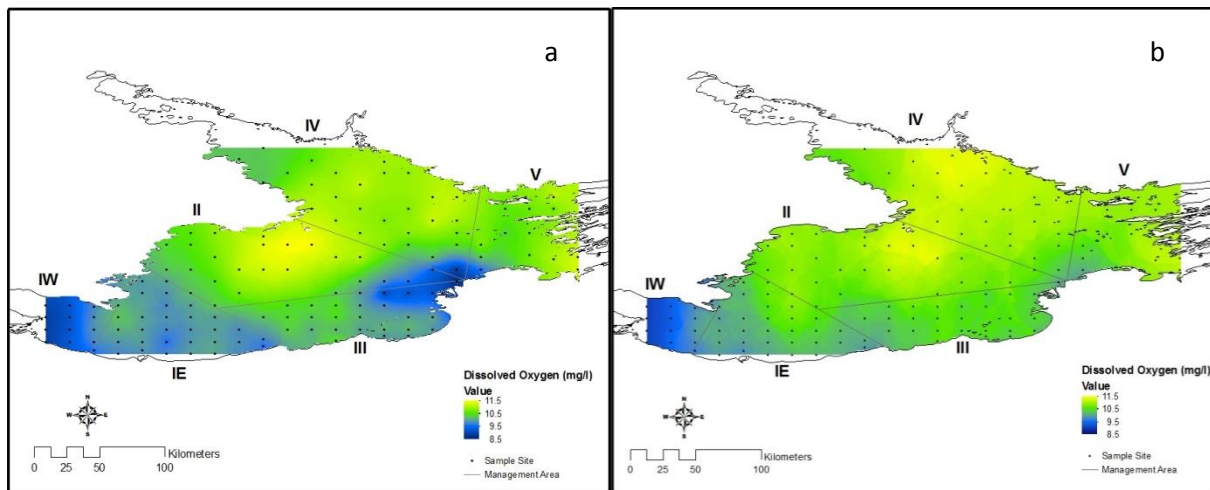 a
IV
V
II
IW
III
IE
N
W E
S
Dissolved Oxygen (mg/l)
Value
11.5
10.5
9.5
8.5
Sample Site
Management Area
Kilometers
0 25 50 100
b
IV
V
II
IW
III
IE
N
W E
S
Dissolved Oxygen (mg/l)
Value
11.5
10.5
9.5
8.5
Sample Site
Management Area
Kilometers
0 25 50 100